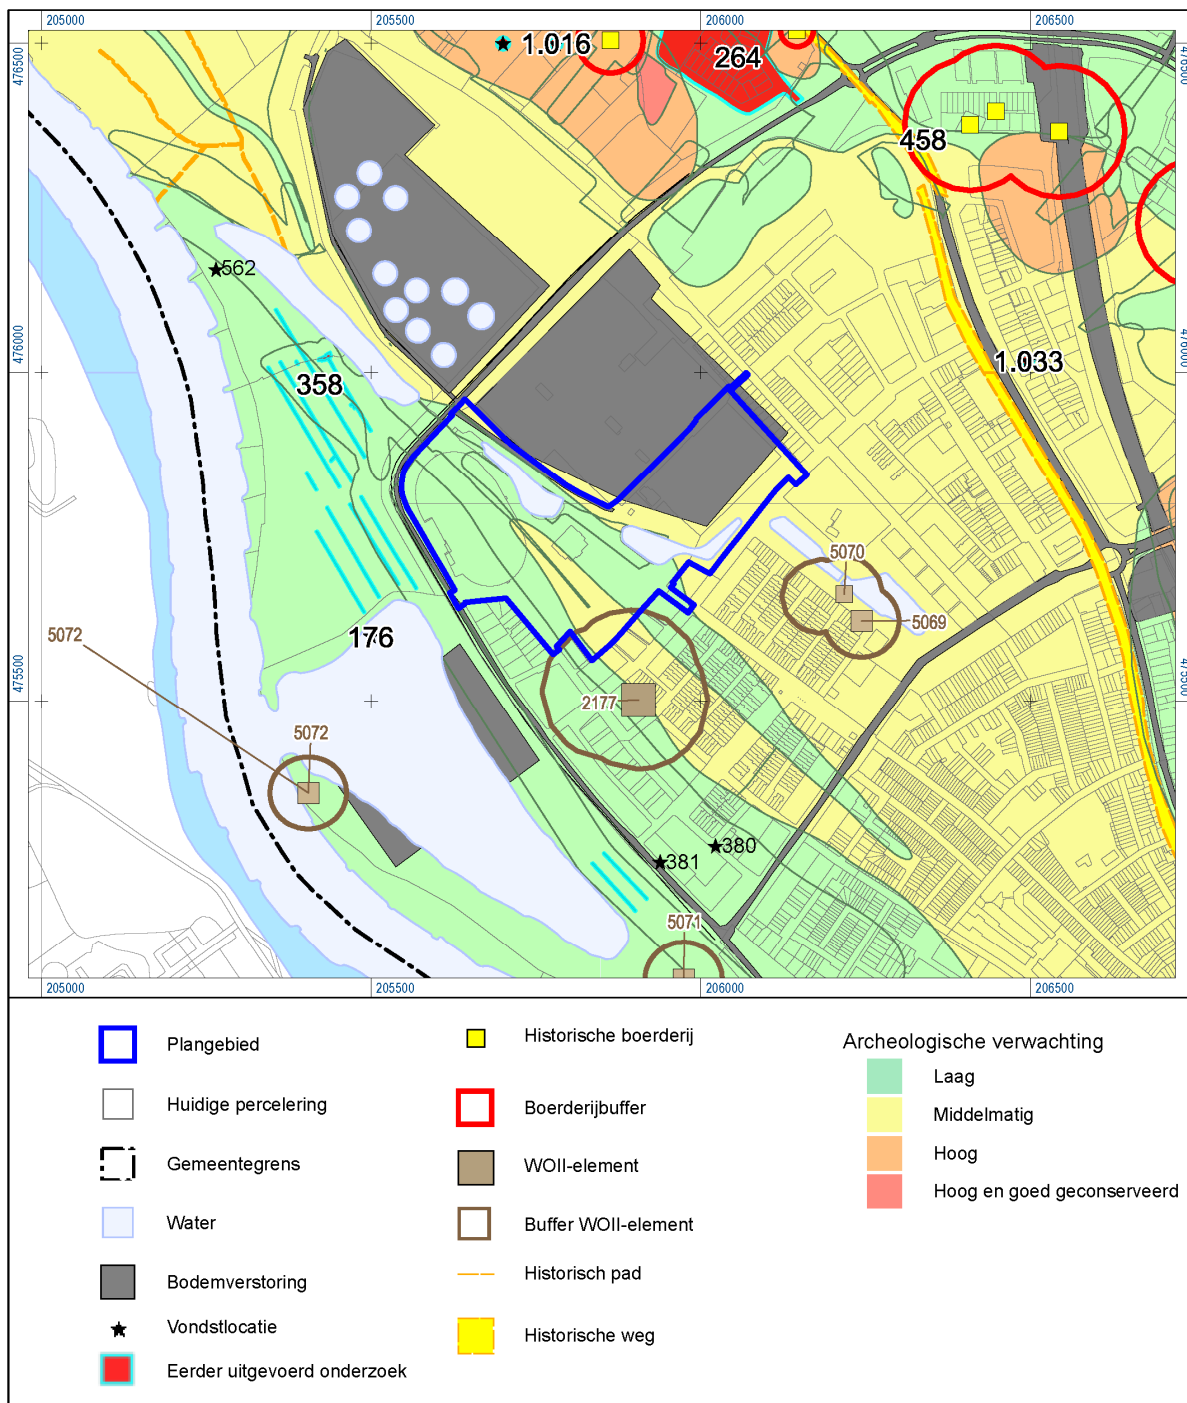 205000
205500
206000
206500
476500
476500
1.016
264
458
562
476000
476000
358
1.033
5070
5069
5072
176
475500
475500
2177
5072
380
381
5071
205000
205500
206000
206500
Plangebied
Huidige percelering
Gemeentegrens
Water
Bodemverstoring
Vondstlocatie
Eerder uitgevoerd onderzoek
Historische boerderij
Boerderijbuffer
WOII-element
Buffer WOII-element
Historisch pad
Historische weg
Archeologische verwachting
Laag
Middelmatig
Hoog
Hoog en goed geconserveerd